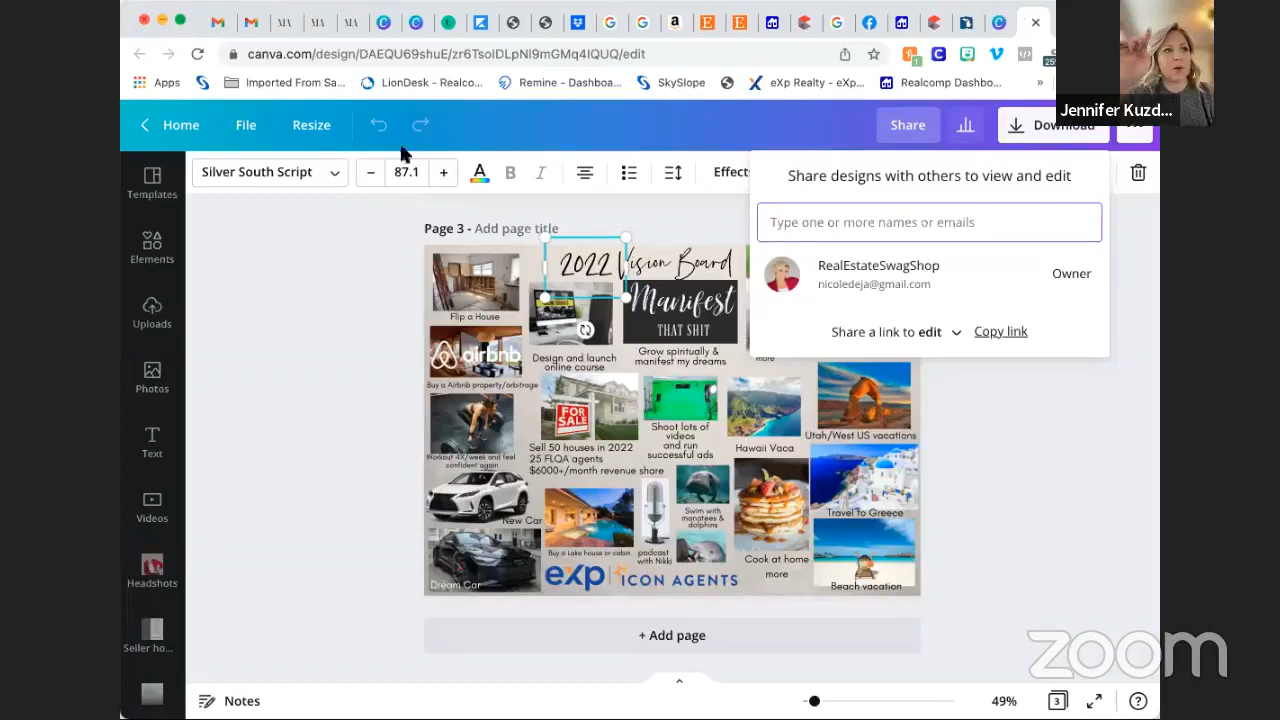 canva.com/design/DAEQU69shuE/zr6TsoIDLpNI9mGMq4IQUQ/edit
Apps
Imported From Sa...
LionDesk - Realco...
Remine - Dashboa...
SkySlope
eXp Realty - eXp...
Realcomp Dashbo...
»
Jennifer Kuzd...
Home
File
Resize
Share
Download
Silver South Script
− 87.1 +
A
B
I
Effects
Share designs with others to view and edit
Type one or more names or emails
RealEstateSwagShop
nicoledeja@gmail.com
Owner
Share a link to edit
Copy link
Templates
Elements
Uploads
Photos
Text
Videos
Headshots
Seller ho...
Page 3 - Add page title
2022 Vision Board
Manifest
THAT SHIT
Flip a House
airbnb
Buy a Airbnb property/arbitrage
Design and launch
online course
Grow spiritually &
manifest my dreams
more
FOR
SALE
Workout 4X/week and feel
confident again
Sell 50 houses in 2022
25 FLQA agents
$6000+/month revenue share
Shoot lots of
videos
and run
successful ads
Hawaii Vaca
Utah/West US vacations
New Car
Buy a Lake house or cabin
podcast
with Nikki
Swim with
manatees &
dolphins
Cook at home
more
Travel to Greece
Beach vacation
Dream Car
exp ICON AGENTS
+ Add page
Notes
49%
3
?
zoom